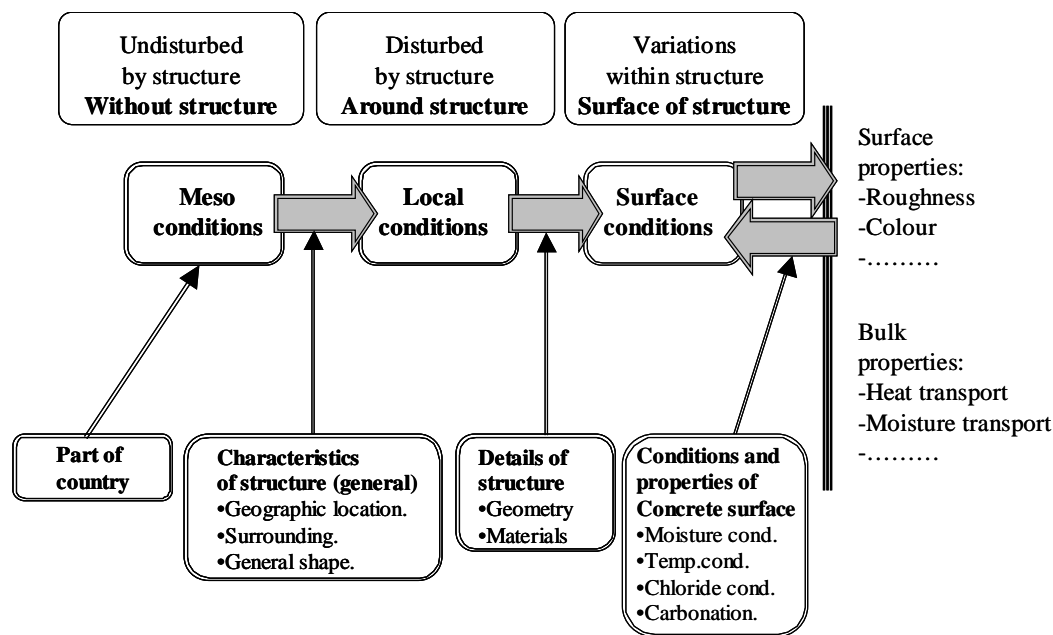 Undisturbed
by structure
Without structure
Disturbed
by structure
Around structure
Variations
within structure
Surface of structure
Meso
conditions
Local
conditions
Surface
conditions
Surface
properties:
-Roughness
-Colour
-………
Bulk
properties:
-Heat transport
-Moisture transport
-………
Part of
country
Characteristics
of structure (general)
•Geographic location.
•Surrounding.
•General shape.
Details of
structure
•Geometry
•Materials
Conditions and
properties of
Concrete surface
•Moisture cond.
•Temp.cond.
•Chloride cond.
•Carbonation.